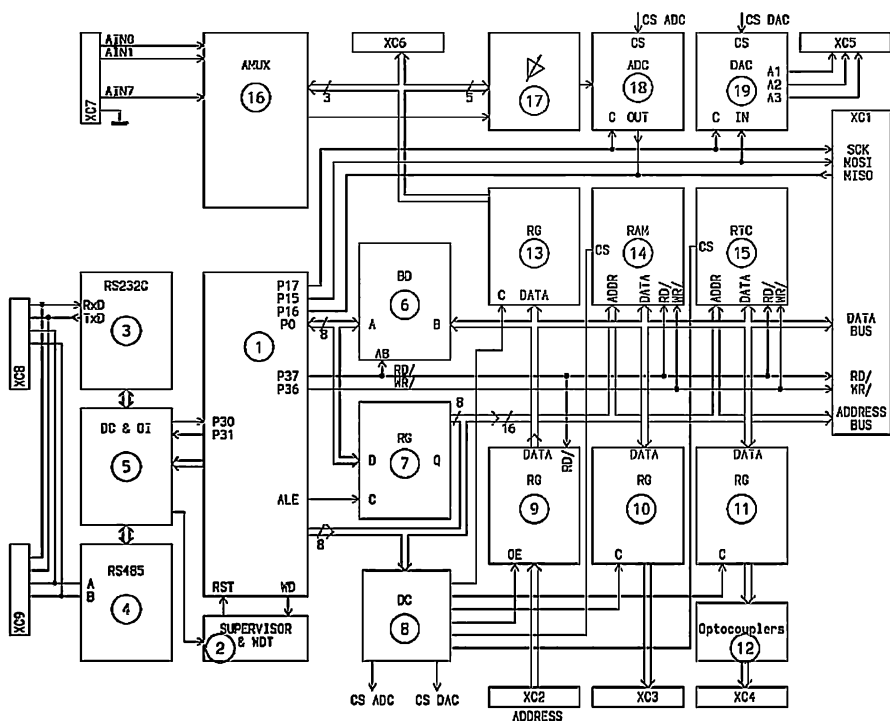 CS ADC
CS DAC
AIN0
AIN1
AIN7
XC7
AMUX
16
XC6
3
5
17
CS
ADC
18
C OUT
CS
DAC
19
C IN
A1
A2
A3
XC5
XC1
SCK
MOSI
MISO
DATA
BUS
RD/
WR/
ADDRESS
BUS
RG
13
C DATA
CS
RAM
14
ADDR
DATA
RD/
WR/
CS
RTC
15
ADDR
DATA
RD/
WR/
RS232C
RxD
TxD
3
XC8
DC & OI
5
RS485
A
B
4
XC9
P17
P15
P16
P0
1
P37
P36
P30
P31
ALE
RST
WD
8
8
BD
6
A
B
AB
RD/
WR/
RG
7
D
Q
C
8
16
SUPERVISOR
& WDT
2
DC
8
CS ADC
CS DAC
DATA
RD/
RG
9
OE
DATA
RG
10
C
DATA
RG
11
C
Optocouplers
12
XC2
ADDRESS
XC3
XC4